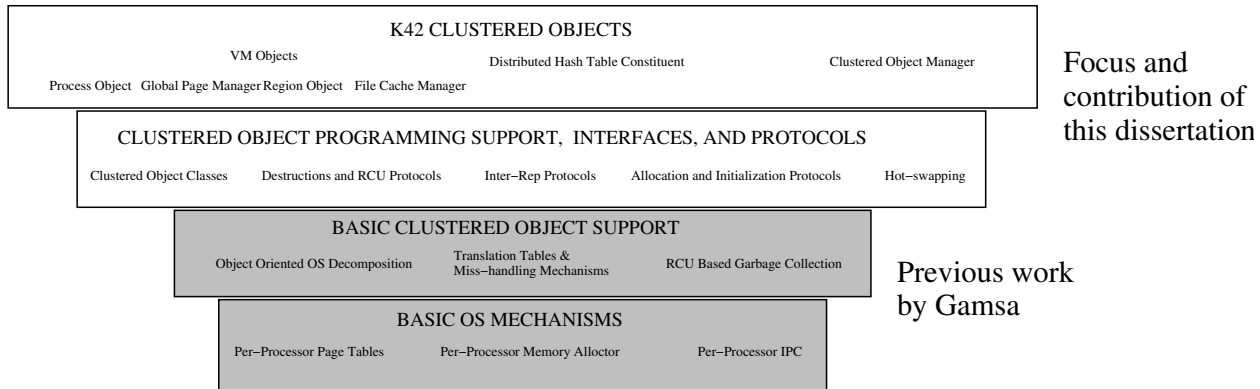 K42 CLUSTERED OBJECTS
VM Objects
Distributed Hash Table Constituent
Clustered Object Manager
Process Object Global Page Manager Region Object File Cache Manager
Focus and
contribution of
this dissertation
CLUSTERED OBJECT PROGRAMMING SUPPORT, INTERFACES, AND PROTOCOLS
Clustered Object Classes
Destructions and RCU Protocols
Inter−Rep Protocols
Allocation and Initialization Protocols
Hot−swapping
BASIC CLUSTERED OBJECT SUPPORT
Object Oriented OS Decomposition
Translation Tables &
Miss−handling Mechanisms
RCU Based Garbage Collection
Previous work
by Gamsa
BASIC OS MECHANISMS
Per−Processor Page Tables
Per−Processor Memory Alloctor
Per−Processor IPC